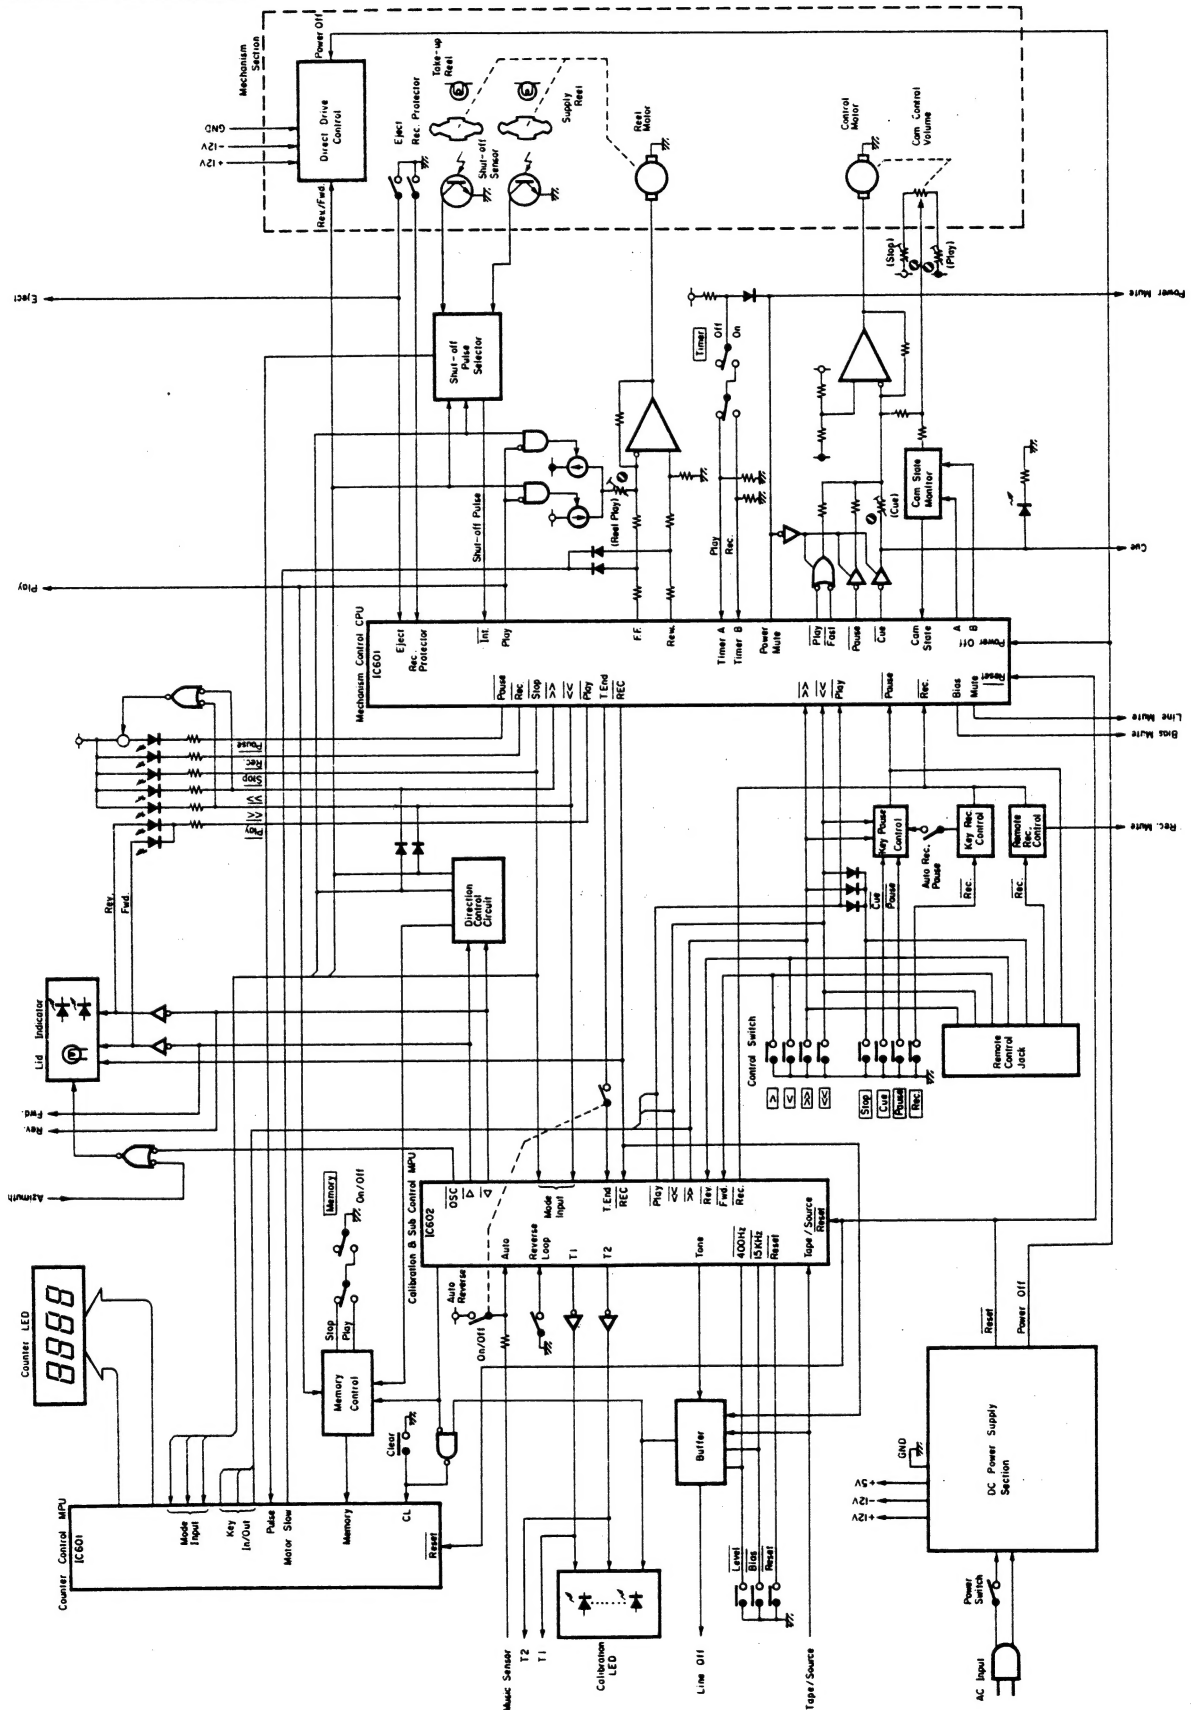 Mechanism
Section
Power Off
Direct Drive
Control
GND
-12V
+12V
Rev./Fwd.
Take-up
Reel
Rec. Protector
Eject
Shut-off
Sensor
Supply
Reel
Reel
Motor
Control
Motor
Cam Control
Volume
(Stop)
(Play)
Eject
Power Mute
Timer
Off
On
Shut-off
Pulse
Selector
Shut-off Pulse
(Reel Play)
Play
Rec.
Cam State
Monitor
(Cue)
Cue
Play
Mechanism Control CPU
IC601
Eject
Rec.
Protector
Int.
Play
F.F.
Rew.
Timer A
Timer B
Power
Mute
Play
Fast
Pause
Cue
Cam
State
A
B
Power Off
Pause
Rec
Stop
>>
<<
Play
T.End
REC
>>
<<
Play
Pause
Rec.
Bias
Mute
Reset
Line Mute
Bias Mute
Pause
Rec.
Stop
Play
Rev.
Fwd.
Direction
Control
Circuit
Key Pause
Control
Auto Rec.
Pause
Key Rec
Control
Remote
Rec.
Control
Rec. Mute
Cue
Pause
Rec.
Rec.
Lid Indicator
Fwd.
Rev.
Azimuth
Control Switch
>
<
>>
<<
Stop
Cue
Pause
Rec.
Remote
Control
Jack
Calibration & Sub Control MPU
IC602
OSC
Mode
Input
T.End
REC
Play
<<
>>
Rev.
Fwd.
Rec.
Auto
Reverse
Loop
T1
T2
Tone
400Hz
15KHz
Reset
Tape/Source
Reset
Memory
On/Off
Stop
Play
Memory
Control
Auto
Reverse
On/Off
Clear
Counter LED
8888
Reset
Power Off
Buffer
DC Power Supply
Section
GND
+5V
-12V
+12V
Counter Control MPU
IC601
Mode
Input
Key
In/Out
Pulse
Motor Slow
Memory
CL
Reset
Level
Bias
Reset
Power
Switch
AC Input
Music Sensor
T2
T1
Calibration
LED
Line Off
Tape/Source